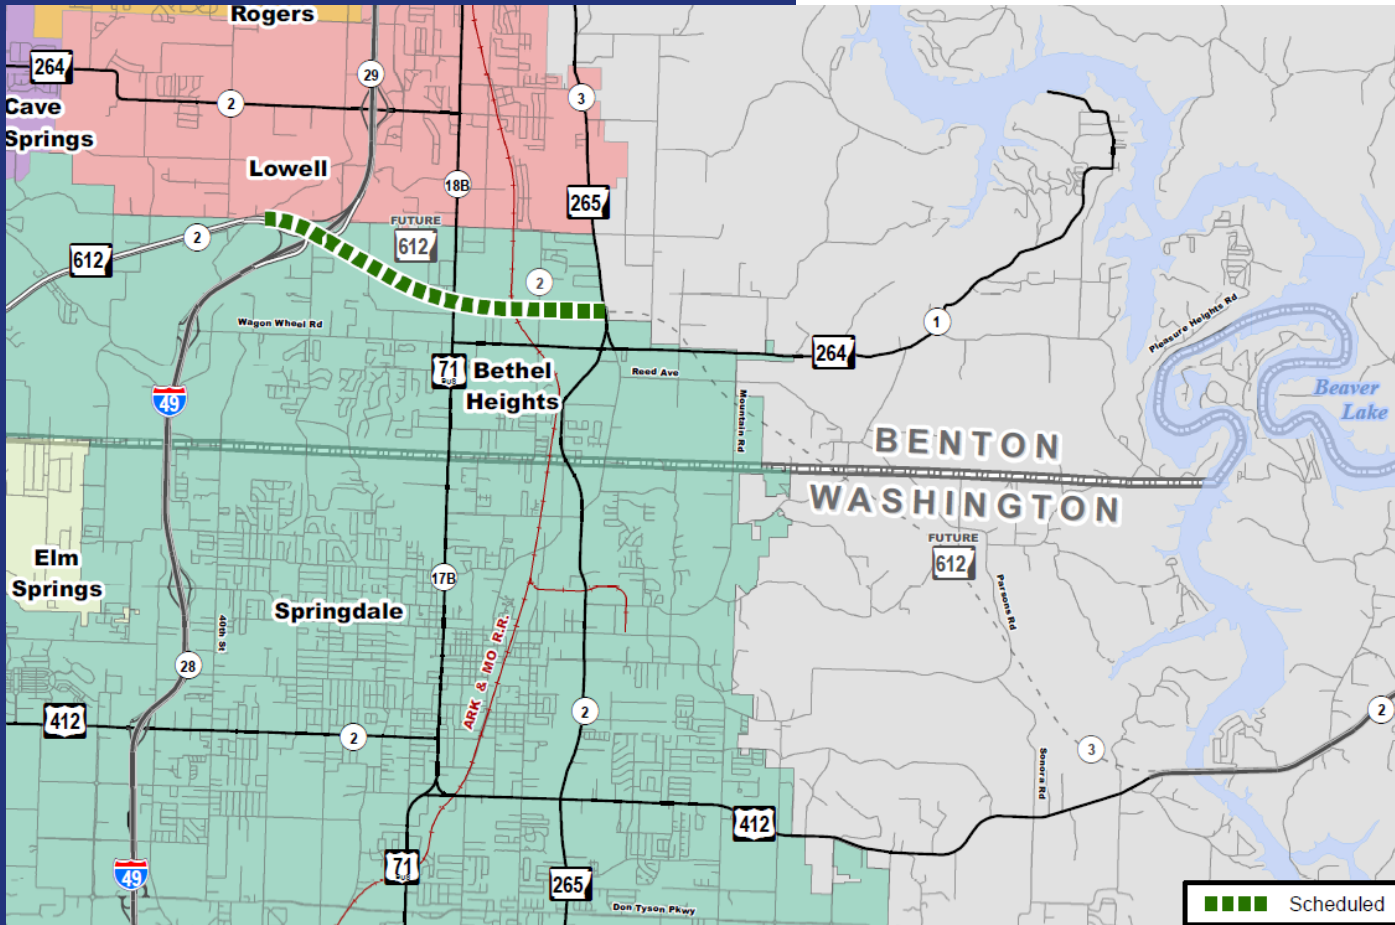 Rogers
264
29
2
3
Cave
Springs
Lowell
18B
265
FUTURE
612
2
612
2
Wagon Wheel Rd
1
Pleasure Heights Rd
264
71
BUS
Bethel
Heights
Reed Ave
49
Mountain Rd
Beaver
Lake
BENTON
WASHINGTON
FUTURE
612
Elm
Springs
17B
Parsons Rd
Springdale
40th St
ARK & MO R.R.
28
412
2
2
2
3
Sonora Rd
412
49
71
BUS
265
Don Tyson Pkwy
Scheduled